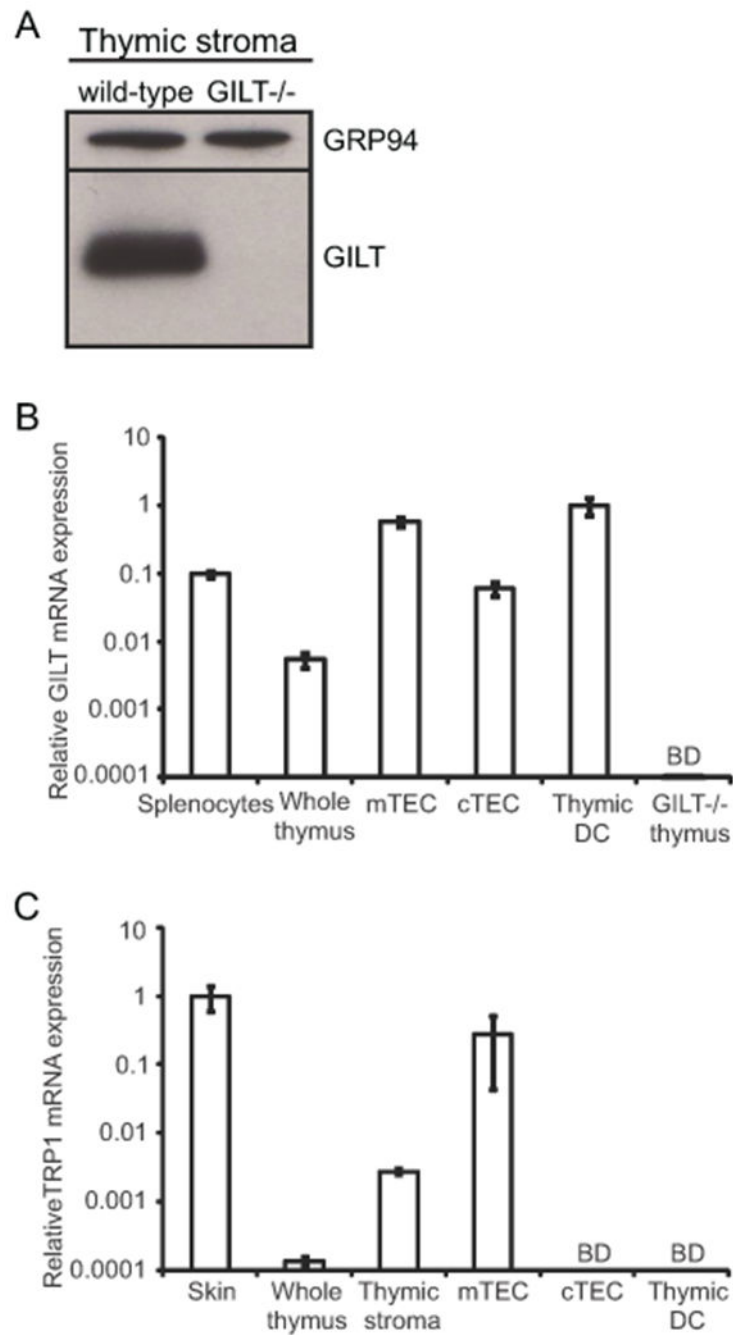 A
Thymic stroma
wild-type GILT-/-
GRP94
GILT
B
Relative GILT mRNA expression
10
1
0.1
0.01
0.001
0.0001
BD
Splenocytes Whole thymus mTEC cTEC Thymic DC GILT-/- thymus
C
RelativeTRP1 mRNA expression
10
1
0.1
0.01
0.001
0.0001
BD BD
Skin Whole thymus Thymic stroma mTEC cTEC Thymic DC